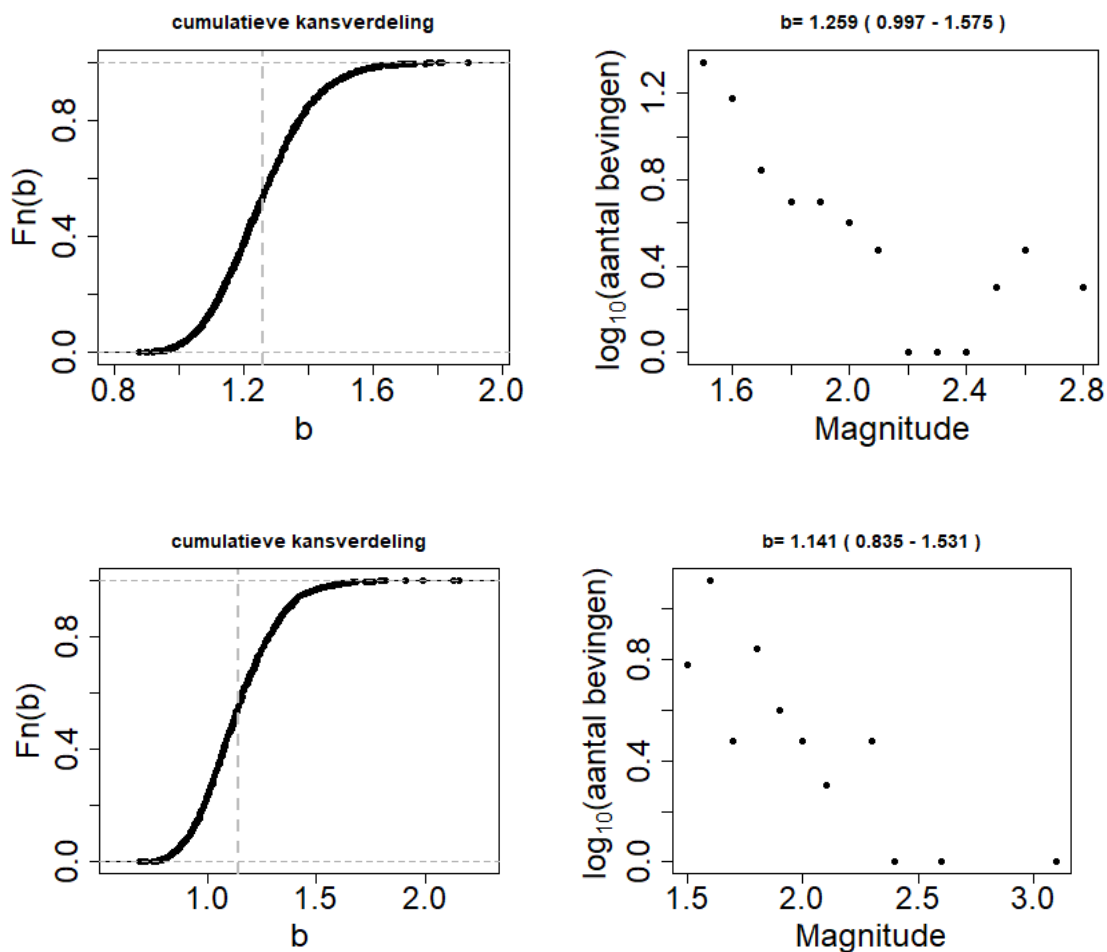 cumulatieve kansverdeling
Fn(b)
0.0 0.4 0.8
0.8 1.2 1.6 2.0
b
b= 1.259 ( 0.997 - 1.575 )
log10(aantal bevingen)
0.0 0.4 0.8 1.2
1.6 2.0 2.4 2.8
Magnitude
cumulatieve kansverdeling
Fn(b)
0.0 0.4 0.8
1.0 1.5 2.0
b
b= 1.141 ( 0.835 - 1.531 )
log10(aantal bevingen)
0.0 0.4 0.8
1.5 2.0 2.5 3.0
Magnitude